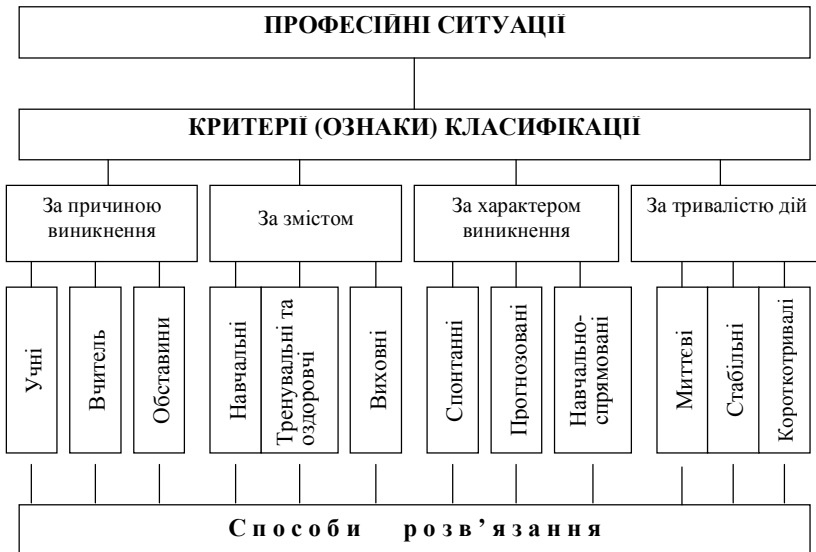 ПРОФЕСІЙНІ СИТУАЦІЇ
КРИТЕРІЇ (ОЗНАКИ) КЛАСИФІКАЦІЇ
За причиною
виникнення
За змістом
За характером
виникнення
За тривалістю дій
Учні
Вчитель
Обставини
Навчальні
Тренувальні та
оздоровчі
Виховні
Спонтанні
Прогнозовані
Навчально-
спрямовані
Миттєві
Стабільні
Короткотривалі
Способи розв’язання